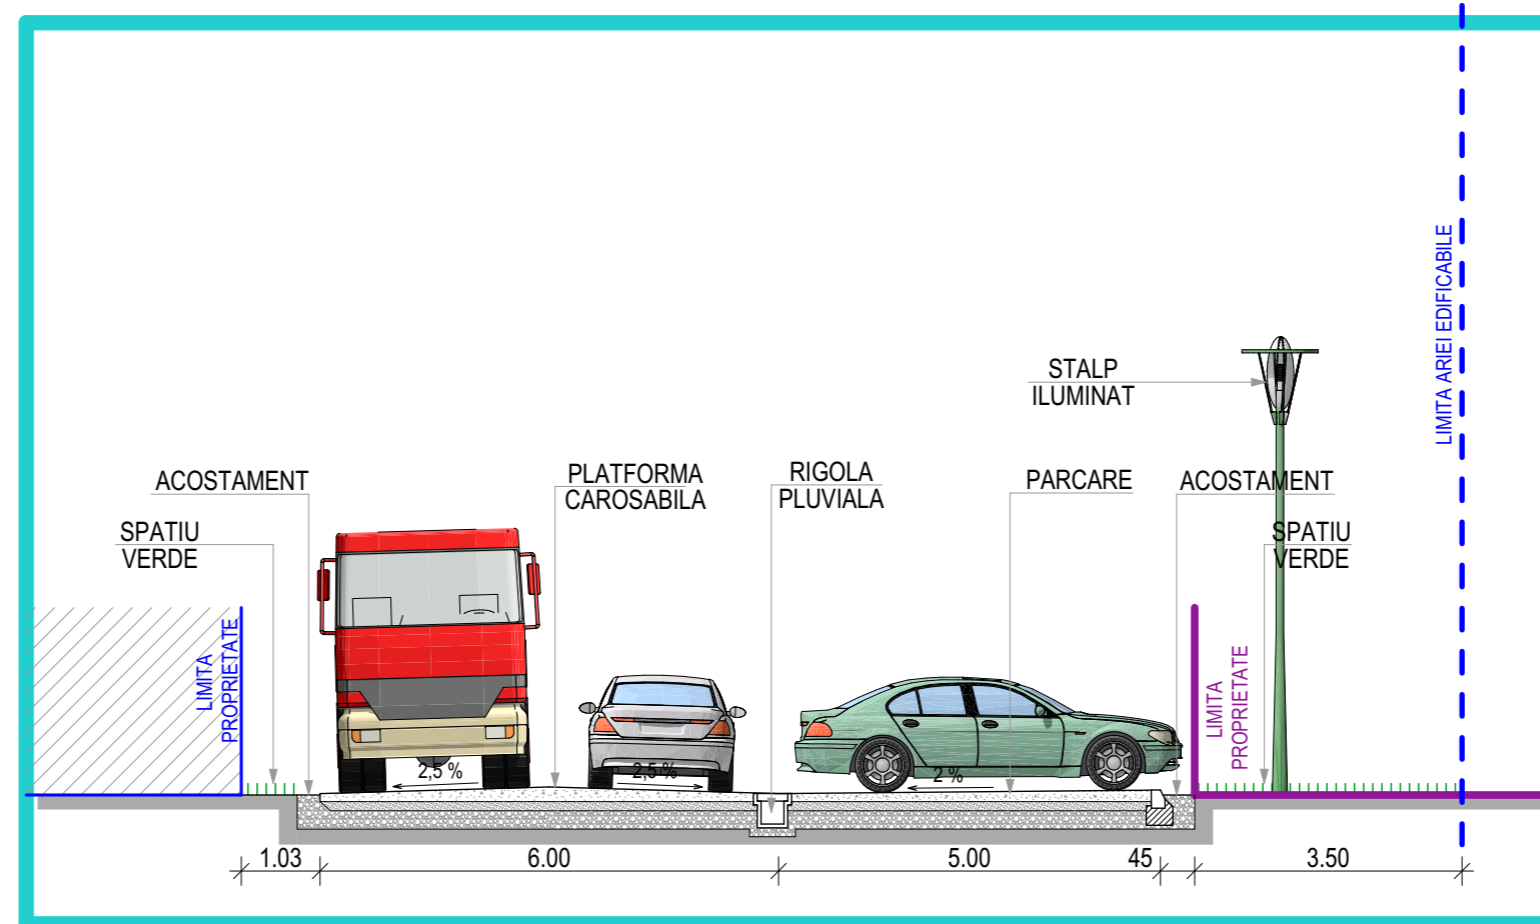 LIMITA ARIEI EDIFICABILE
STALP
ILUMINAT
ACOSTAMENT
PLATFORMA
CAROSABILA
RIGOLA
PLUVIALA
PARCARE
ACOSTAMENT
SPATIU
VERDE
SPATIU
VERDE
LIMITA
PROPRIETATE
LIMITA
PROPRIETATE
2,5 %
2,5 %
2 %
1.03
6.00
5.00
45
3.50